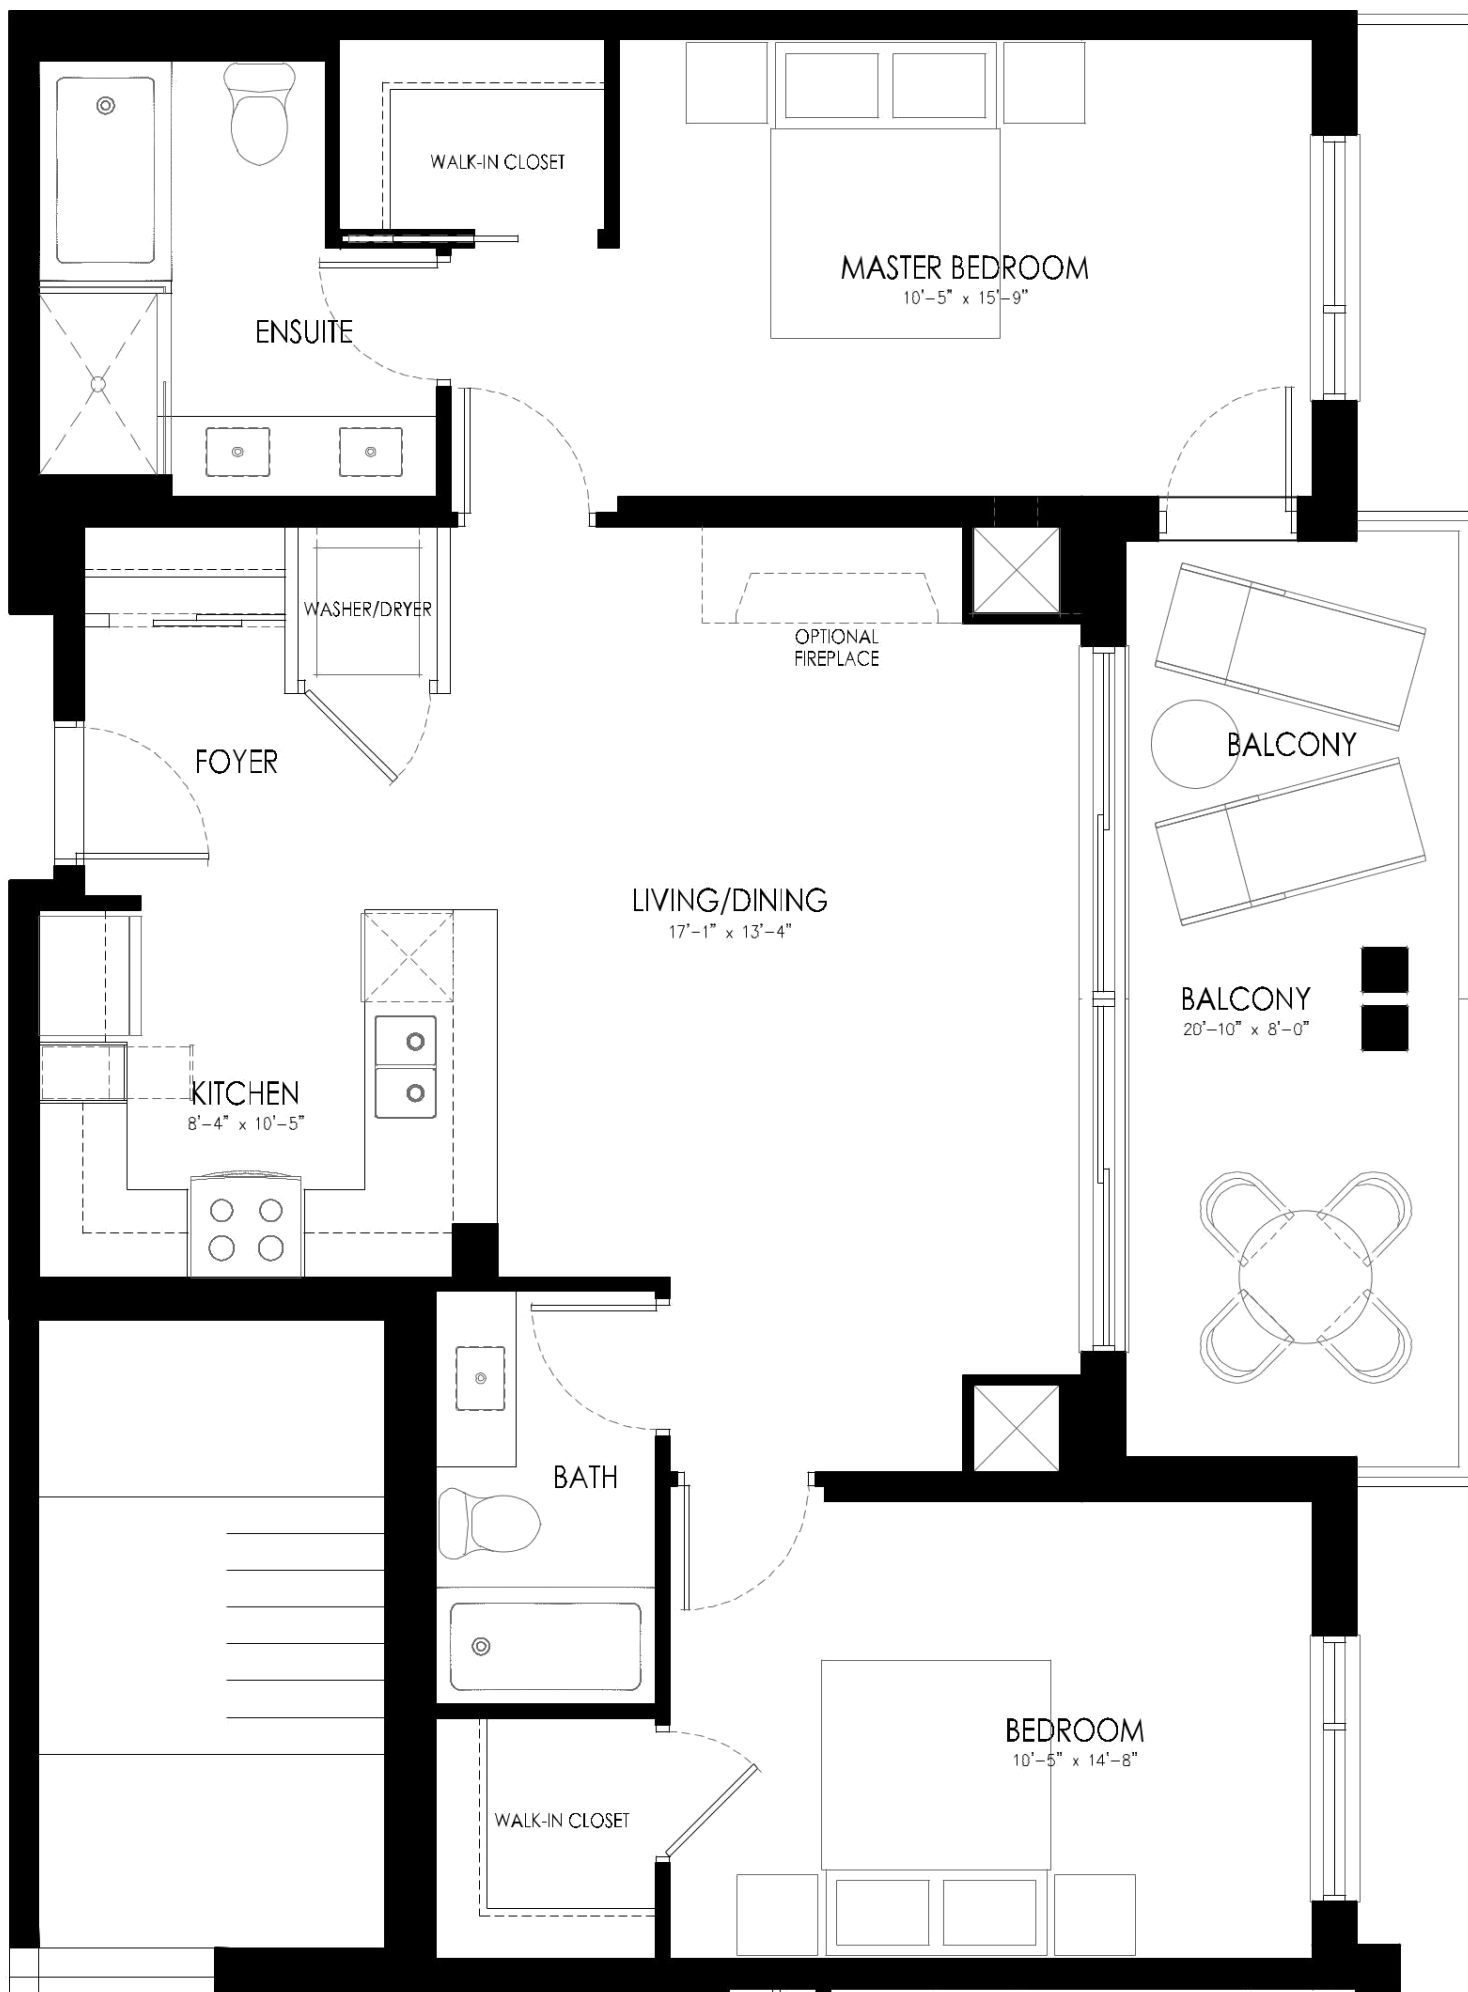 WALK-IN CLOSET
MASTER BEDROOM
10'-5" x 15'-9"
ENSUITE
WASHER/DRYER
OPTIONAL
FIREPLACE
FOYER
BALCONY
LIVING/DINING
17'-1" x 13'-4"
BALCONY
20'-10" x 8'-0"
KITCHEN
8'-4" x 10'-5"
BATH
BEDROOM
10'-5" x 14'-8"
WALK-IN CLOSET